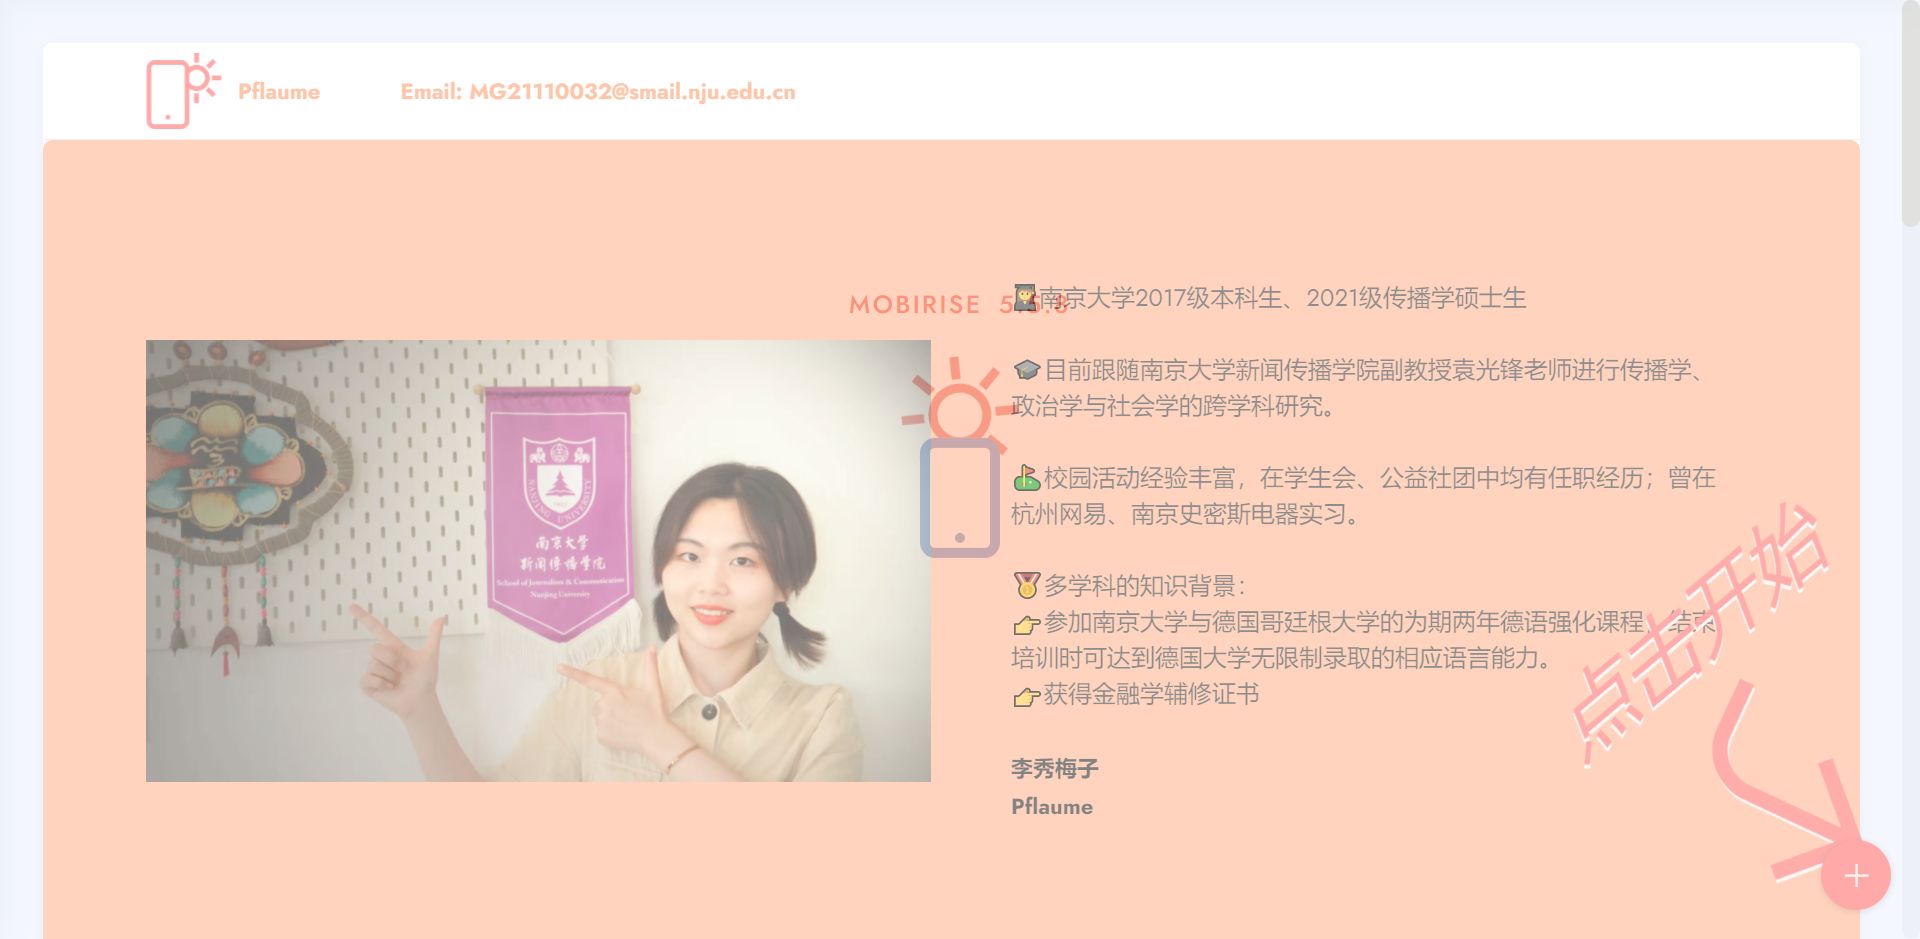 Pflaume
Email: MG21110032@smail.nju.edu.cn
MOBIRISE 5.5.8
👩‍🎓南京大学2017级本科生、2021级传播学硕士生
🎓目前跟随南京大学新闻传播学院副教授袁光锋老师进行传播学、
政治学与社会学的跨学科研究。
⛳校园活动经验丰富，在学生会、公益社团中均有任职经历；曾在
杭州网易、南京史密斯电器实习。
🏅多学科的知识背景：
👉参加南京大学与德国哥廷根大学的为期两年德语强化课程，结束
培训时可达到德国大学无限制录取的相应语言能力。
👉获得金融学辅修证书
李秀梅子
Pflaume
NANJING UNIVERSITY
1902
南京大学
新闻传播学院
School of Journalism & Communication
Nanjing University
点击开始